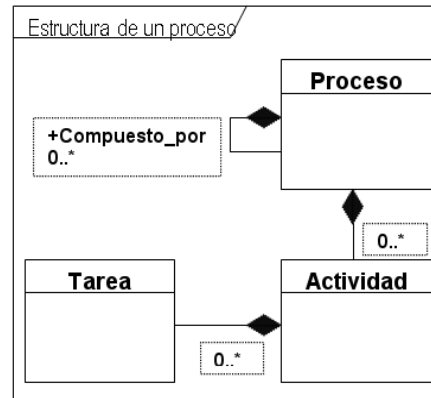 Estructura de un proceso
Proceso
+Compuesto_por
0..*
0..*
Tarea
Actividad
0..*